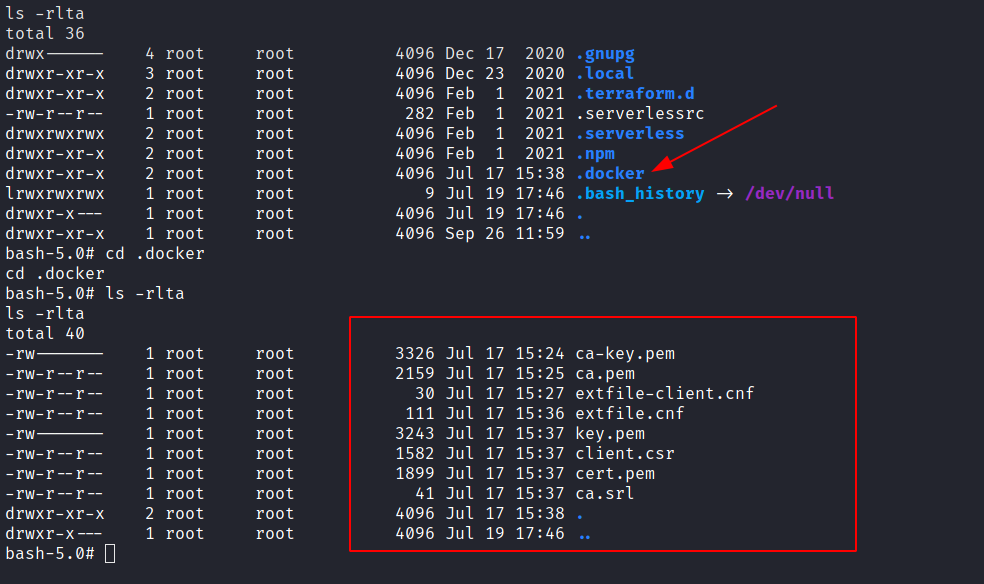 ls -rlta
total 36
drwx------ 4 root root 4096 Dec 17 2020 .gnupg
drwxr-xr-x 3 root root 4096 Dec 23 2020 .local
drwxr-xr-x 2 root root 4096 Feb 1 2021 .terraform.d
-rw-r--r-- 1 root root 282 Feb 1 2021 .serverlessrc
drwxrwxrwx 2 root root 4096 Feb 1 2021 .serverless
drwxr-xr-x 2 root root 4096 Feb 1 2021 .npm
drwxr-xr-x 2 root root 4096 Jul 17 15:38 .docker
lrwxrwxrwx 1 root root 9 Jul 19 17:46 .bash_history -> /dev/null
drwxr-x--- 1 root root 4096 Jul 19 17:46 .
drwxr-xr-x 1 root root 4096 Sep 26 11:59 ..
bash-5.0# cd .docker
cd .docker
bash-5.0# ls -rlta
ls -rlta
total 40
-rw------- 1 root root 3326 Jul 17 15:24 ca-key.pem
-rw-r--r-- 1 root root 2159 Jul 17 15:25 ca.pem
-rw-r--r-- 1 root root 30 Jul 17 15:27 extfile-client.cnf
-rw-r--r-- 1 root root 111 Jul 17 15:36 extfile.cnf
-rw------- 1 root root 3243 Jul 17 15:37 key.pem
-rw-r--r-- 1 root root 1582 Jul 17 15:37 client.csr
-rw-r--r-- 1 root root 1899 Jul 17 15:37 cert.pem
-rw-r--r-- 1 root root 41 Jul 17 15:37 ca.srl
drwxr-xr-x 2 root root 4096 Jul 17 15:38 .
drwxr-x--- 1 root root 4096 Jul 19 17:46 ..
bash-5.0#